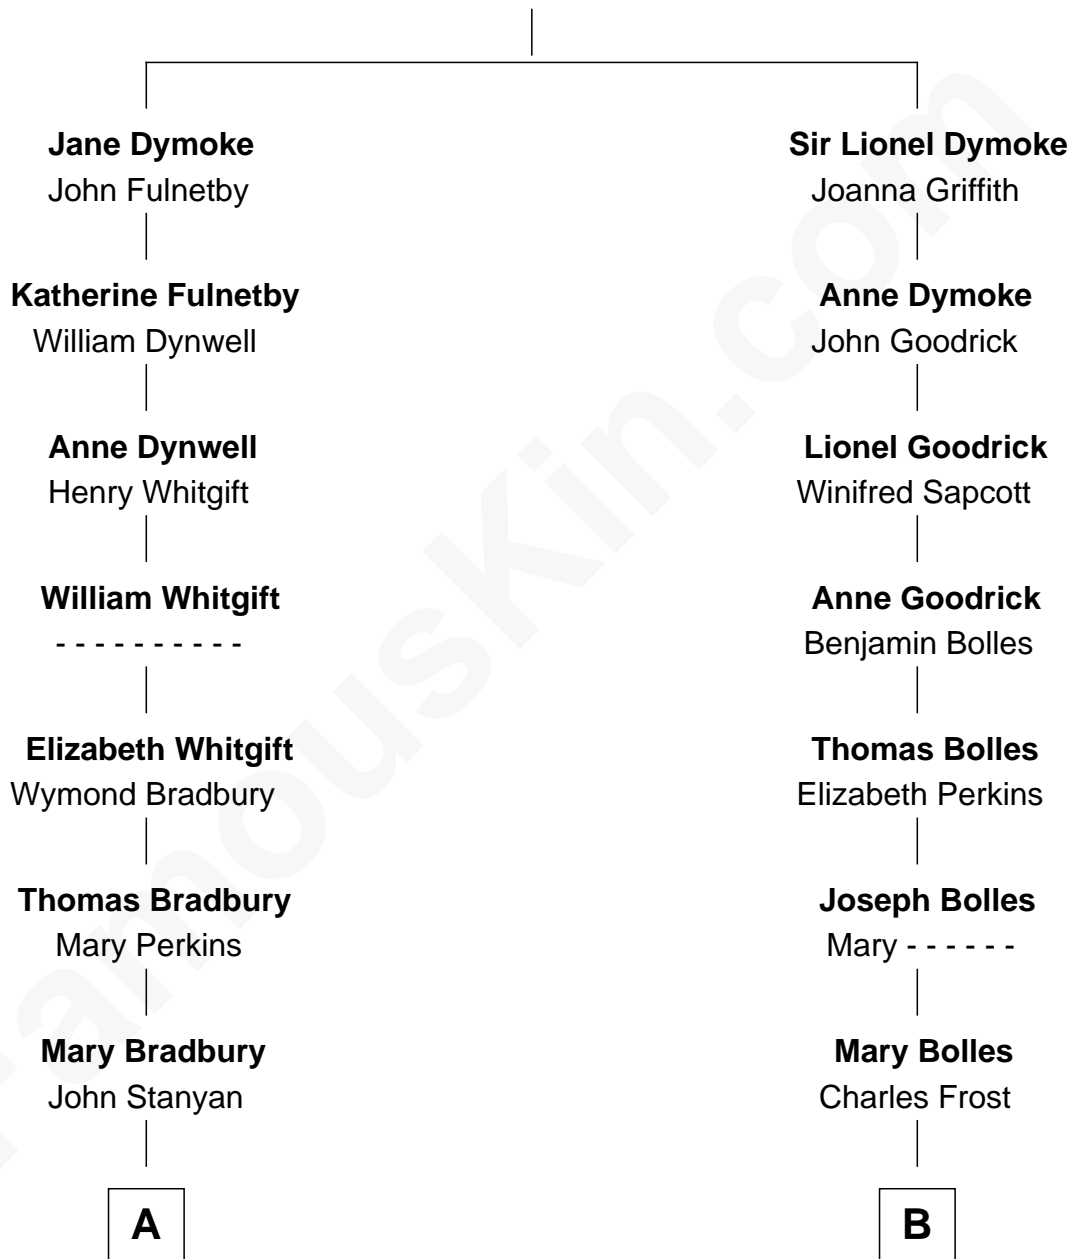 Jane Dymoke
John Fulnetby
Katherine Fulnetby
William Dynwell
Anne Dynwell
Henry Whitgift
William Whitgift
- - - - - - - - - -
Elizabeth Whitgift
Wymond Bradbury
Thomas Bradbury
Mary Perkins
Mary Bradbury
John Stanyan
A
Sir Lionel Dymoke
Joanna Griffith
Anne Dymoke
John Goodrick
Lionel Goodrick
Winifred Sapcott
Anne Goodrick
Benjamin Bolles
Thomas Bolles
Elizabeth Perkins
Joseph Bolles
Mary - - - - - -
Mary Bolles
Charles Frost
B
FamousKin.com